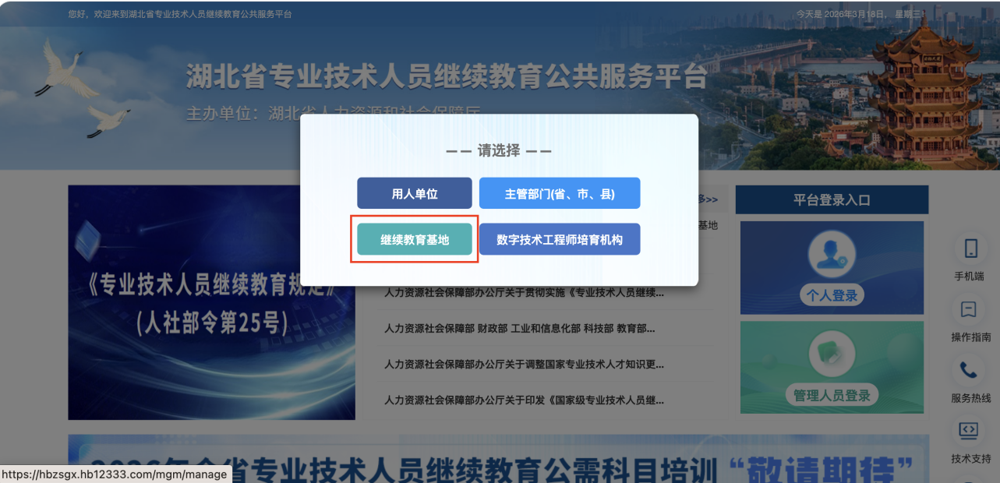 您好，欢迎来到湖北省专业技术人员继续教育公共服务平台
今天是 2026年3月18日， 星期三！
湖北省专业技术人员继续教育公共服务平台
主办单位：湖北省人力资源和社会保障厅
—— 请选择 ——
用人单位
主管部门(省、市、县)
继续教育基地
数字技术工程师培育机构
多>>
基地
《专业技术人员继续教育规定》
(人社部令第25号)
人力资源社会保障部办公厅关于贯彻实施《专业技术人员继续...
人力资源社会保障部 财政部 工业和信息化部 科技部 教育部...
人力资源社会保障部办公厅关于调整国家专业技术人才知识更...
人力资源社会保障部办公厅关于印发《国家级专业技术人员继...
平台登录入口
个人登录
管理人员登录
手机端
操作指南
服务热线
技术支持
2026年全省专业技术人员继续教育公需科目培训“敬请期待”
https://hbzsgx.hb12333.com/mgm/manage